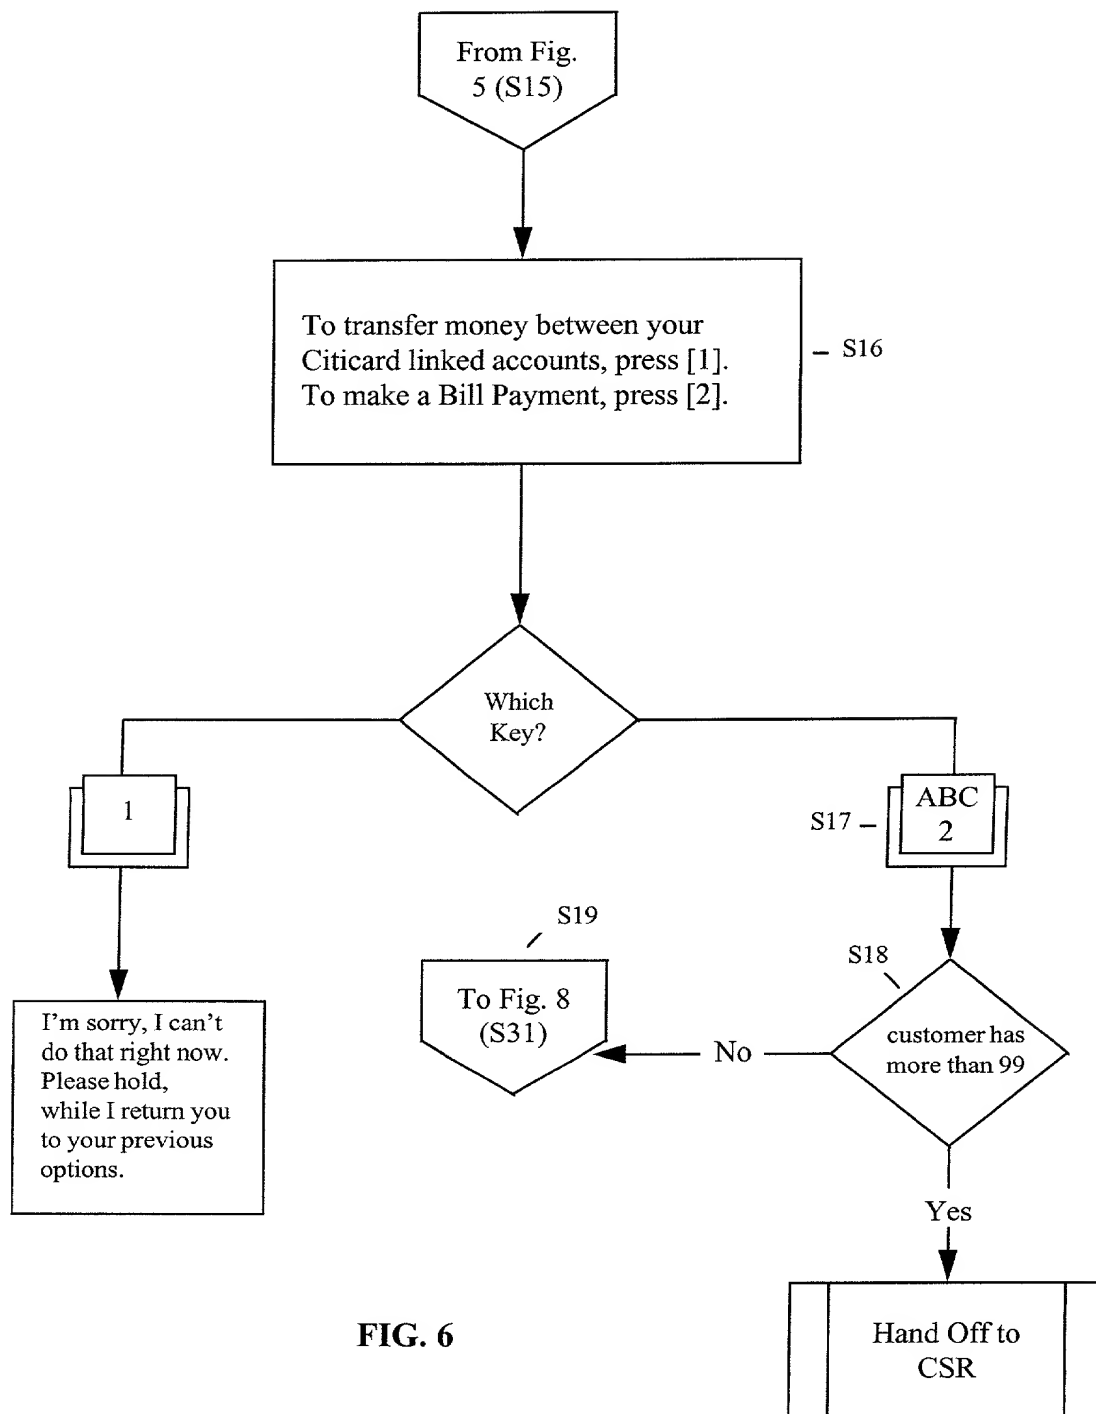 From Fig.
5 (S15)
To transfer money between your
Citicard linked accounts, press [1].
To make a Bill Payment, press [2].
S16
Which
Key?
1
S17
ABC
2
S19
To Fig. 8
(S31)
No
S18
customer has
more than 99
I'm sorry, I can't
do that right now.
Please hold,
while I return you
to your previous
options.
Yes
Hand Off to
CSR
FIG. 6